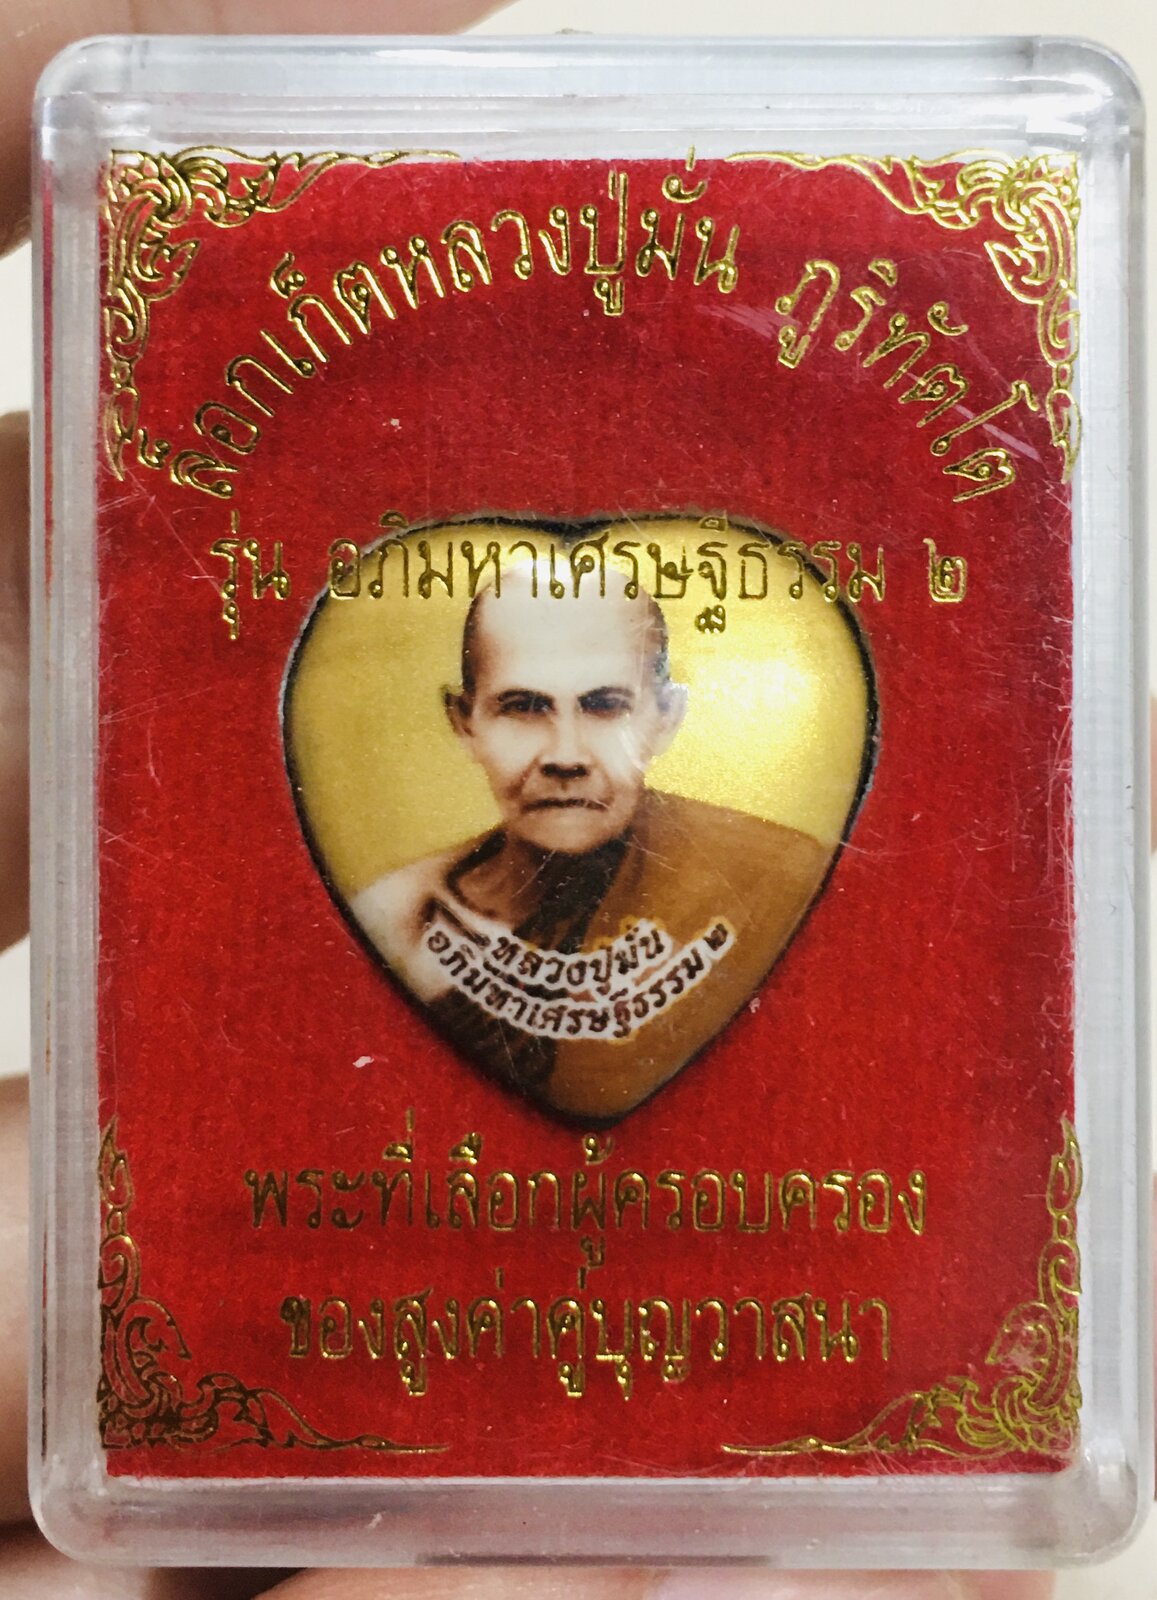 ล็อกเก็ตหลวงปู่มั่น ภูริทัตโต
รุ่น อภิมหาเศรษฐีธรรม ๒
หลวงปู่มั่น
อภิมหาเศรษฐีธรรม ๒
พระที่เลือกผู้ครอบครอง
ของสูงค่าคู่บุญวาสนา